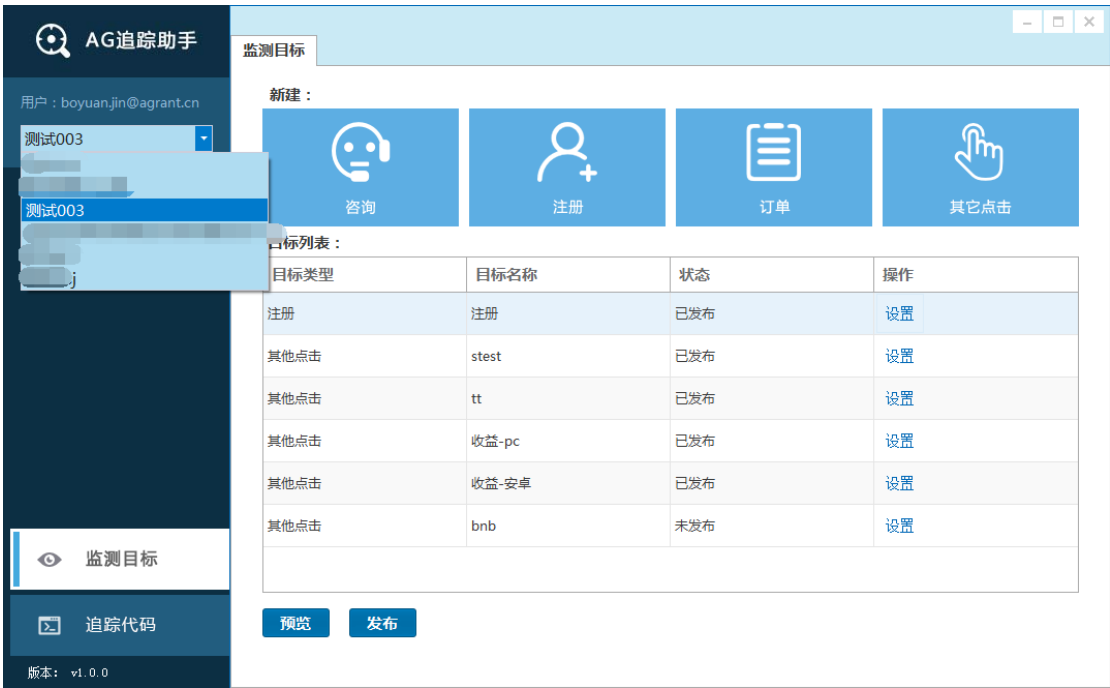 AG追踪助手
监测目标
用户：boyuan.jin@agrant.cn
新建：
测试003
测试003
咨询
注册
订单
其它点击
目标列表：
目标类型 目标名称 状态 操作
注册 注册 已发布 设置
其他点击 stest 已发布 设置
其他点击 tt 已发布 设置
其他点击 收益-pc 已发布 设置
其他点击 收益-安卓 已发布 设置
其他点击 bnb 未发布 设置
监测目标
追踪代码
预览 发布
版本： v1.0.0